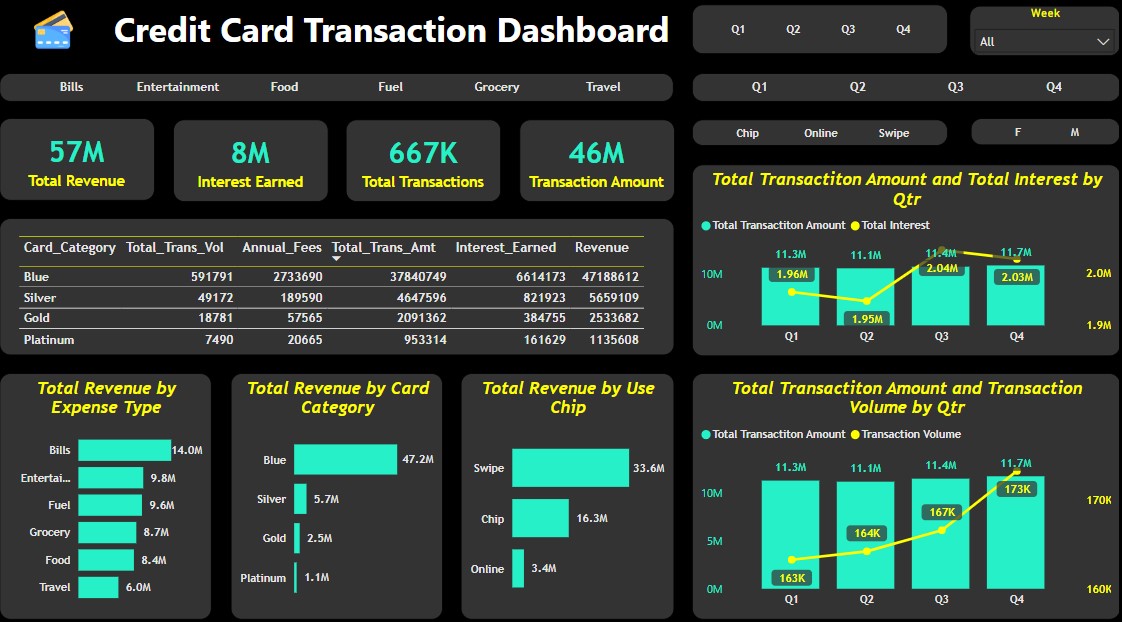 Credit Card Transaction Dashboard
Q1 Q2 Q3 Q4
Week
All
Bills Entertainment Food Fuel Grocery Travel
Q1 Q2 Q3 Q4
57M
Total Revenue
8M
Interest Earned
667K
Total Transactions
46M
Transaction Amount
Chip Online Swipe
F M
Card_Category Total_Trans_Vol Annual_Fees Total_Trans_Amt Interest_Earned Revenue
Blue 591791 2733690 37840749 6614173 47188612
Silver 49172 189590 4647596 821923 5659109
Gold 18781 57565 2091362 384755 2533682
Platinum 7490 20665 953314 161629 1135608
Total Transactiton Amount and Total Interest by
Qtr
Total Transactiton Amount Total Interest
11.3M 11.1M 11.4M 11.7M
10M 1.96M 1.95M 2.04M 2.03M 2.0M
0M 1.9M
Q1 Q2 Q3 Q4
Total Revenue by
Expense Type
Bills 14.0M
Entertai... 9.8M
Fuel 9.6M
Grocery 8.7M
Food 8.4M
Travel 6.0M
Total Revenue by Card
Category
Blue 47.2M
Silver 5.7M
Gold 2.5M
Platinum 1.1M
Total Revenue by Use
Chip
Swipe 33.6M
Chip 16.3M
Online 3.4M
Total Transactiton Amount and Transaction
Volume by Qtr
Total Transactiton Amount Transaction Volume
11.3M 11.1M 11.4M 11.7M
10M 173K 170K
167K
5M 164K
163K
0M 160K
Q1 Q2 Q3 Q4